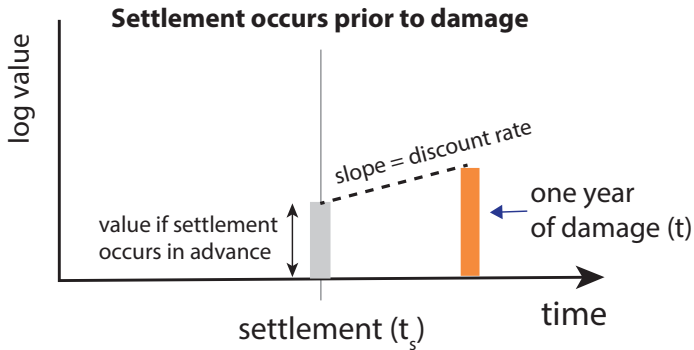 Settlement occurs prior to damage
log value
slope = discount rate
value if settlement
occurs in advance
one year
of damage (t)
time
settlement (tₛ)